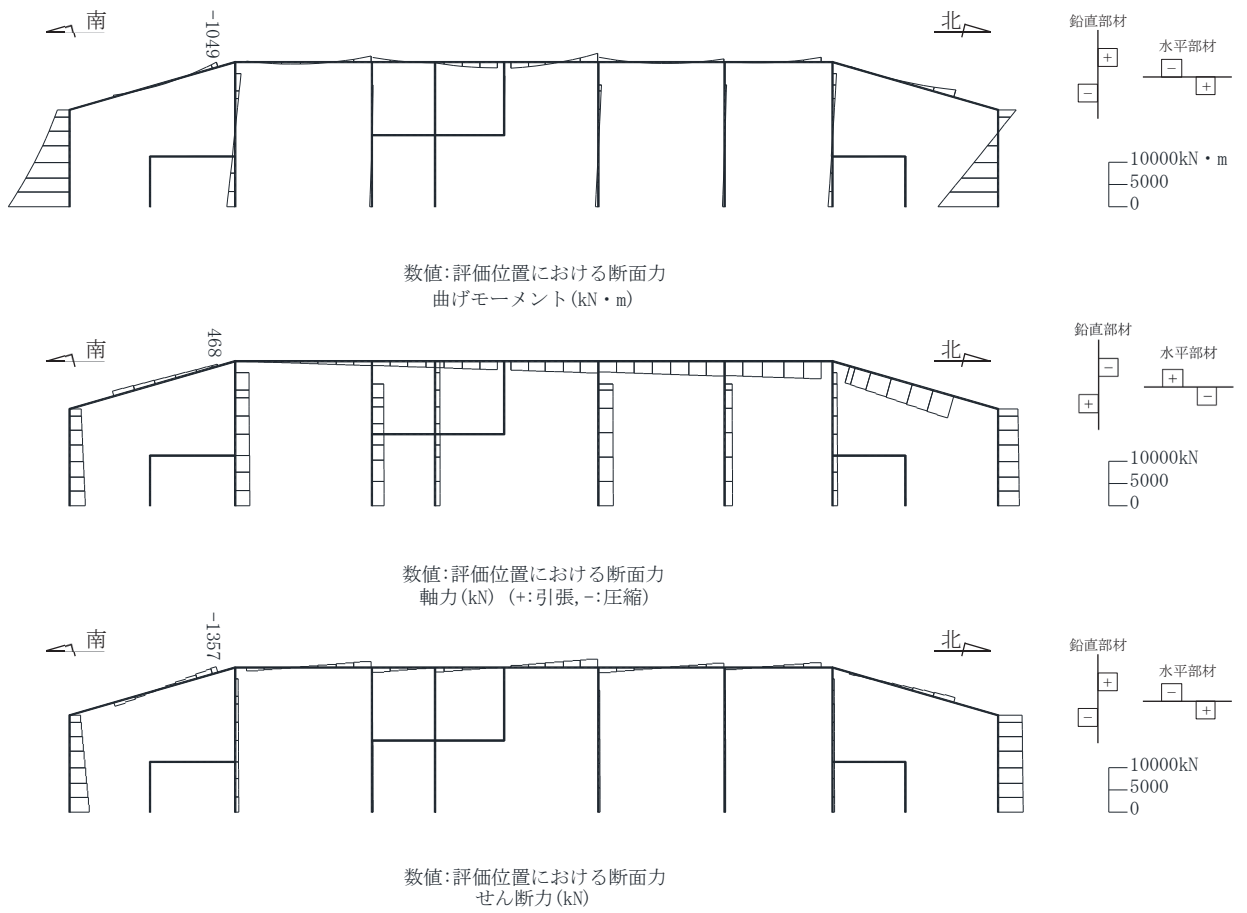 南
-1049
北
鉛直部材
+
-
水平部材
-
+
10000kN・m
5000
0
数値:評価位置における断面力
曲げモーメント(kN・m)
南
468
北
鉛直部材
-
+
水平部材
+
-
10000kN
5000
0
数値:評価位置における断面力
軸力(kN) (+:引張,-:圧縮)
南
-1357
北
鉛直部材
+
-
水平部材
-
+
10000kN
5000
0
数値:評価位置における断面力
せん断力(kN)